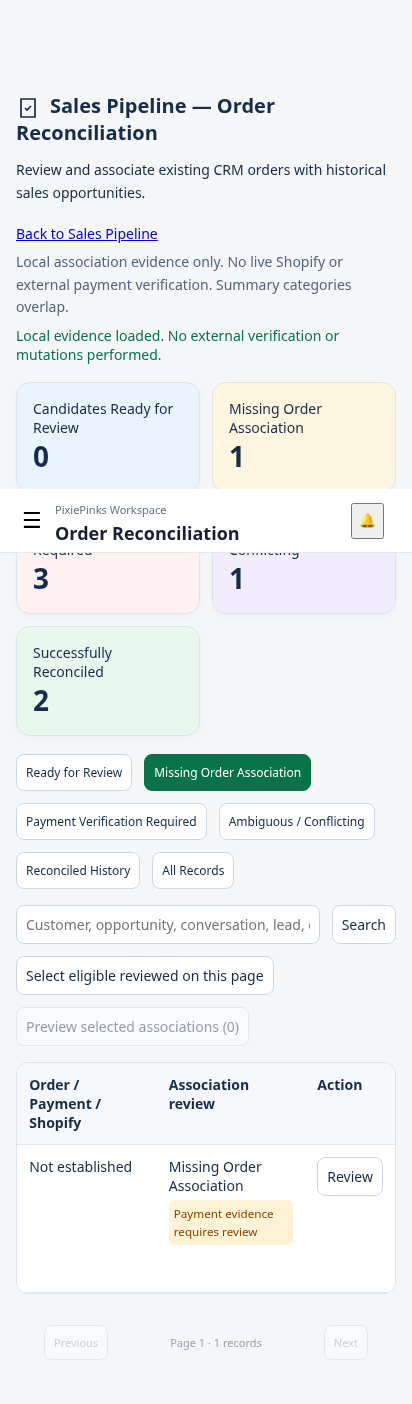 Sales Pipeline — Order
Reconciliation
Review and associate existing CRM orders with historical
sales opportunities.
Back to Sales Pipeline
Local association evidence only. No live Shopify or
external payment verification. Summary categories
overlap.
Local evidence loaded. No external verification or
mutations performed.
Candidates Ready for
Review
0
Missing Order
Association
1
PixiePinks Workspace
Order Reconciliation
Required
3
Conflicting
1
Successfully
Reconciled
2
Ready for Review
Missing Order Association
Payment Verification Required
Ambiguous / Conflicting
Reconciled History
All Records
Customer, opportunity, conversation, lead,
Search
Select eligible reviewed on this page
Preview selected associations (0)
Order /
Payment /
Shopify
Association
review
Action
Not established
Missing Order
Association
Payment evidence
requires review
Review
Previous
Page 1 · 1 records
Next